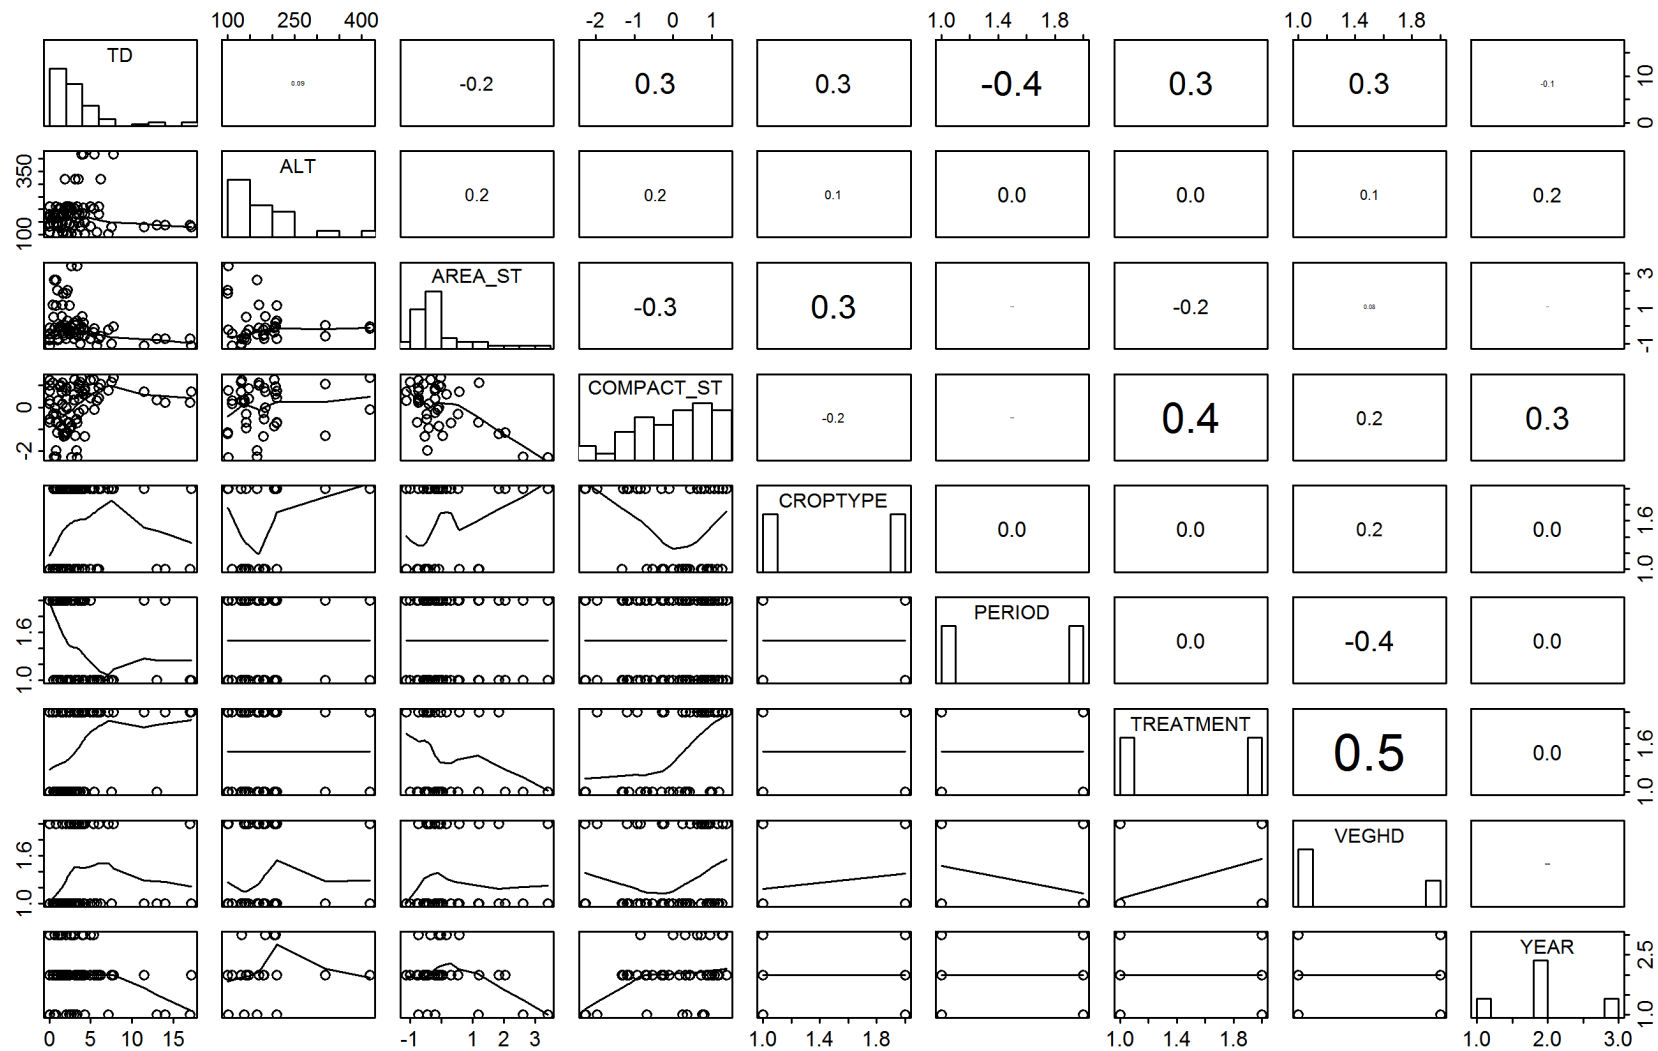 100 250 400 -2 -1 0 1 1.0 1.4 1.8 1.0 1.4 1.8
TD 0.09 -0.2 0.3 0.3 -0.4 0.3 0.3 -0.1 0 10
100 350 ALT 0.2 0.2 0.1 0.0 0.0 0.1 0.2
AREA_ST -0.3 0.3 -0.2 0.08 -1 1 3
-2 0 COMPACT_ST -0.2 0.4 0.2 0.3
CROPTYPE 0.0 0.0 0.2 0.0 1.0 1.6
1.0 1.6 PERIOD 0.0 -0.4 0.0
TREATMENT 0.5 0.0 1.0 1.6
1.0 1.6 VEGHD
YEAR 1.0 2.5
0 5 15 -1 1 3 1.0 1.4 1.8 1.0 1.4 1.8 1.0 2.0 3.0